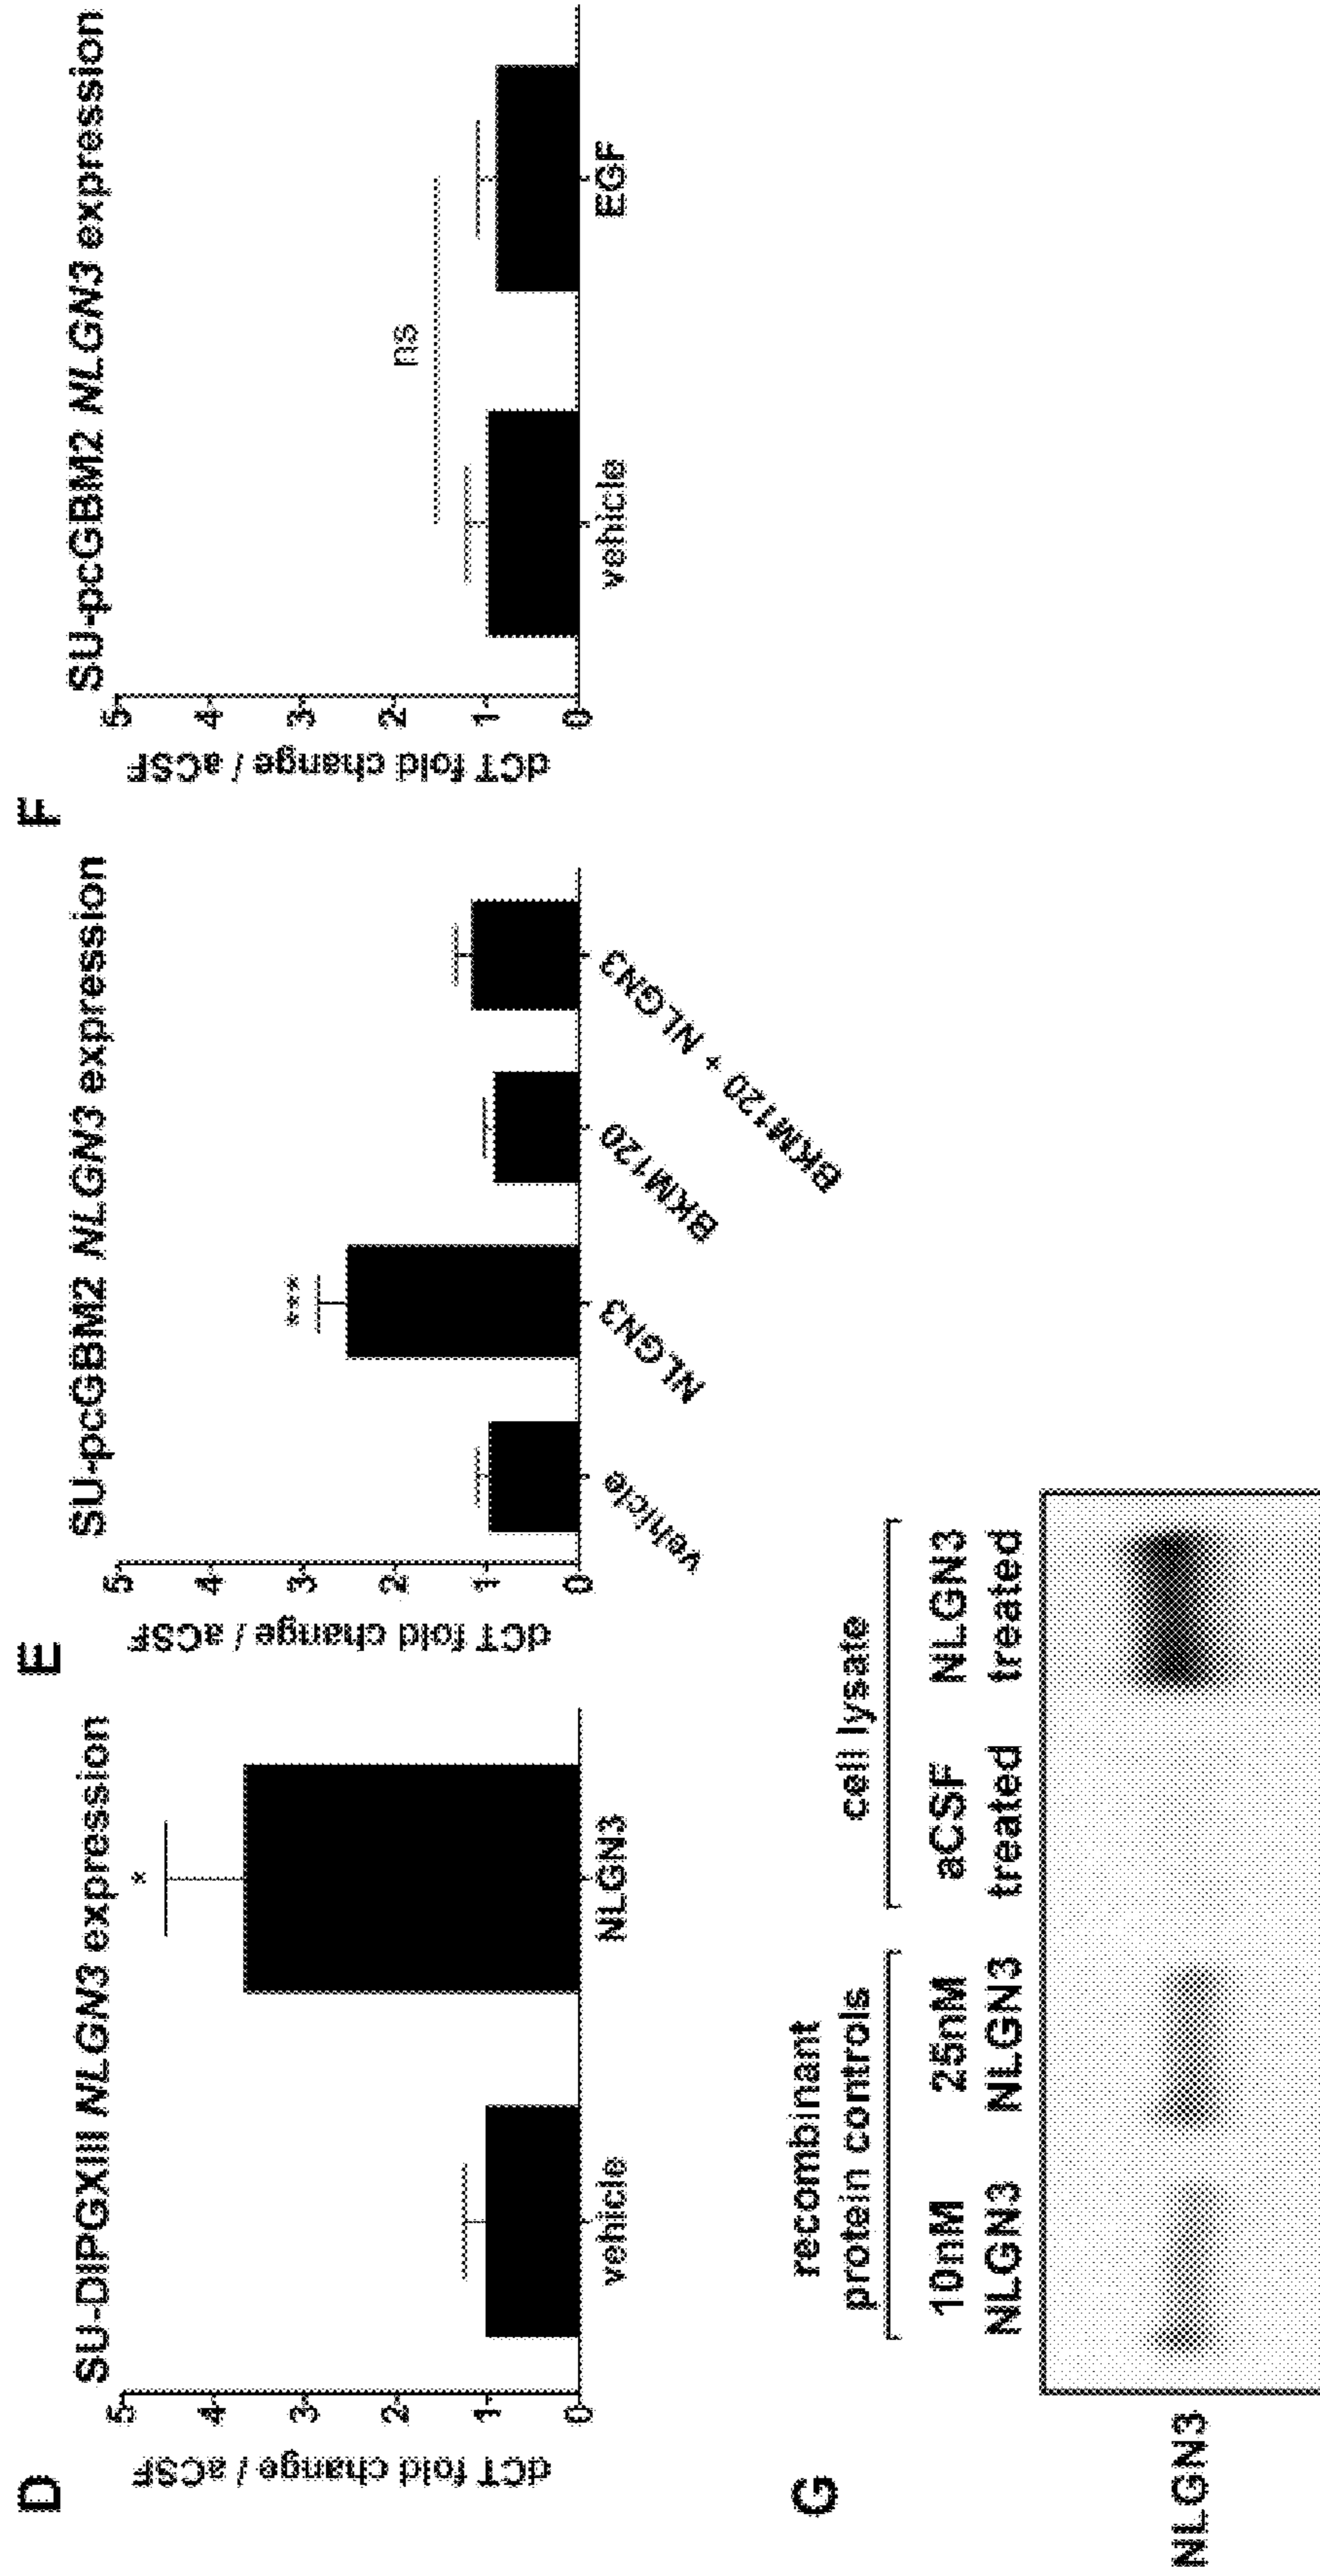 D
SU-DIPGXIII NLGN3 expression
dCT fold change / aCSF
5
4
3
2
1
0
*
vehicle
NLGN3
E
SU-pcGBM2 NLGN3 expression
dCT fold change / aCSF
5
4
3
2
1
0
***
vehicle
NLGN3
BKM120
BKM120 + NLGN3
F
SU-pcGBM2 NLGN3 expression
dCT fold change / aCSF
5
4
3
2
1
0
ns
vehicle
EGF
G
recombinant
protein controls
cell lysate
10nM
NLGN3
25nM
NLGN3
aCSF
treated
NLGN3
treated
NLGN3